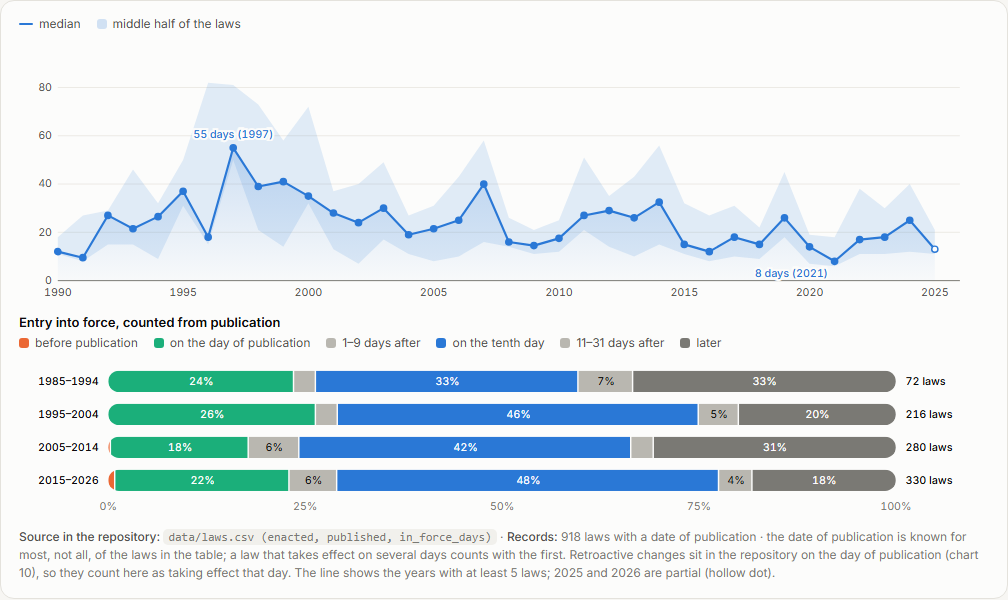 median middle half of the laws
80
60
40
20
0
55 days (1997)
8 days (2021)
1990 1995 2000 2005 2010 2015 2020 2025
Entry into force, counted from publication
before publication on the day of publication 1–9 days after on the tenth day 11–31 days after later
1985–1994 24% 33% 7% 33% 72 laws
1995–2004 26% 46% 5% 20% 216 laws
2005–2014 18% 6% 42% 31% 280 laws
2015–2026 22% 6% 48% 4% 18% 330 laws
0% 25% 50% 75% 100%
Source in the repository: data/laws.csv (enacted, published, in_force_days) · Records: 918 laws with a date of publication · the date of publication is known for
most, not all, of the laws in the table; a law that takes effect on several days counts with the first. Retroactive changes sit in the repository on the day of publication (chart
10), so they count here as taking effect that day. The line shows the years with at least 5 laws; 2025 and 2026 are partial (hollow dot).